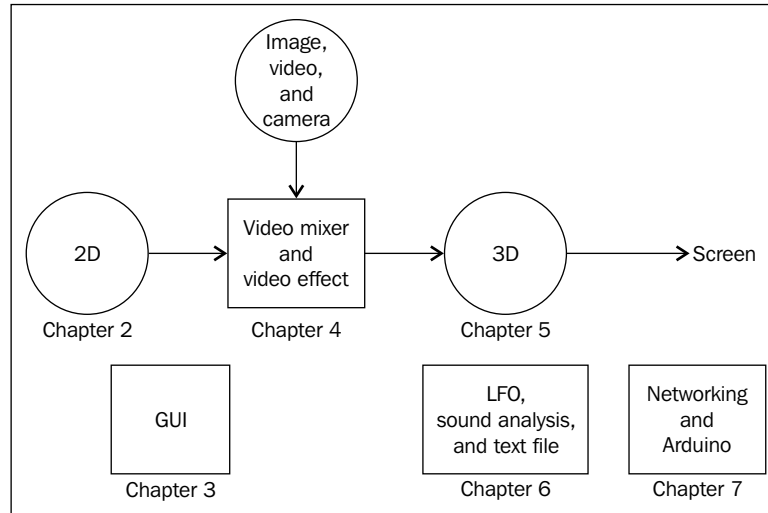 Image,
video,
and
camera
2D
Video mixer
and
video effect
3D
Screen
Chapter 2
Chapter 4
Chapter 5
GUI
LFO,
sound analysis,
and text file
Networking
and
Arduino
Chapter 3
Chapter 6
Chapter 7